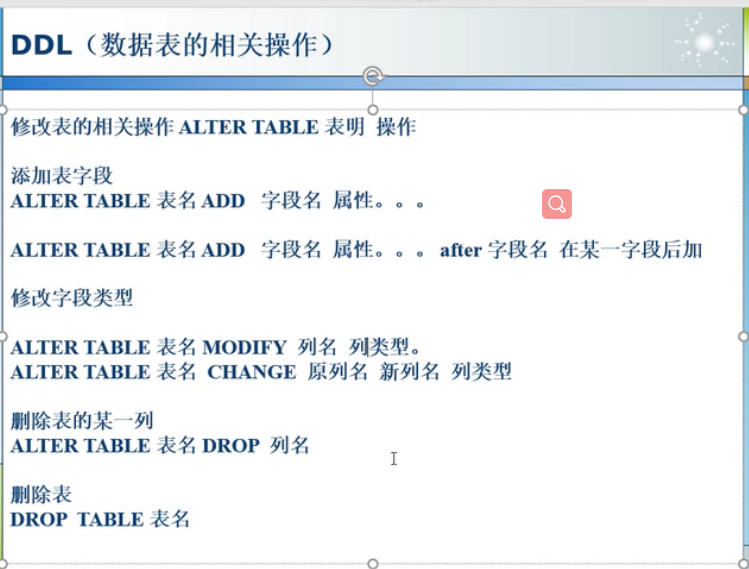 DDL（数据表的相关操作）
修改表的相关操作 ALTER TABLE 表明 操作
添加表字段
ALTER TABLE 表名 ADD 字段名 属性。。。
ALTER TABLE 表名 ADD 字段名 属性。。。 after 字段名 在某一字段后加
修改字段类型
ALTER TABLE 表名 MODIFY 列名 列类型。
ALTER TABLE 表名 CHANGE 原列名 新列名 列类型
删除表的某一列
ALTER TABLE 表名 DROP 列名
删除表
DROP TABLE 表名